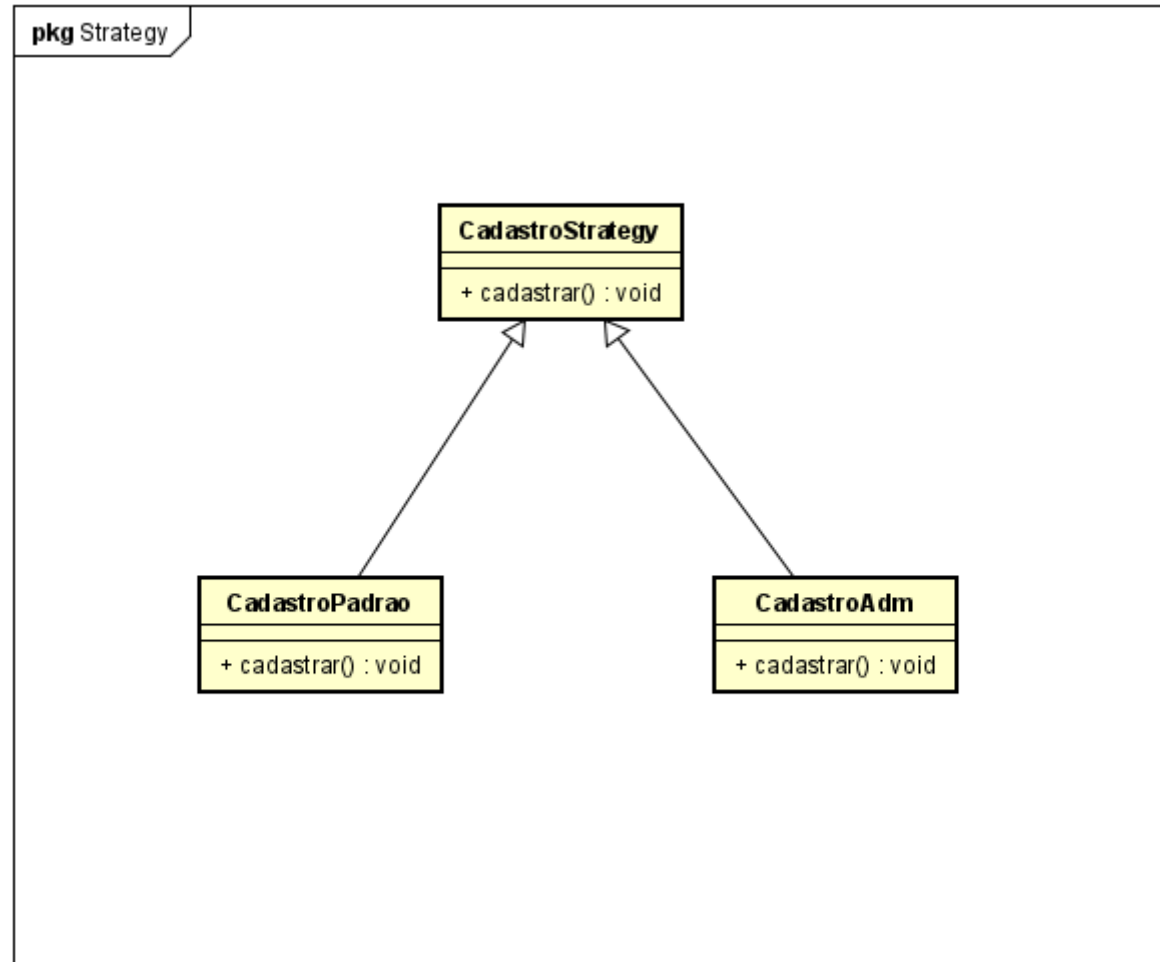 pkg Strategy
CadastroStrategy
+ cadastrar() : void
CadastroPadrao
+ cadastrar() : void
CadastroAdm
+ cadastrar() : void